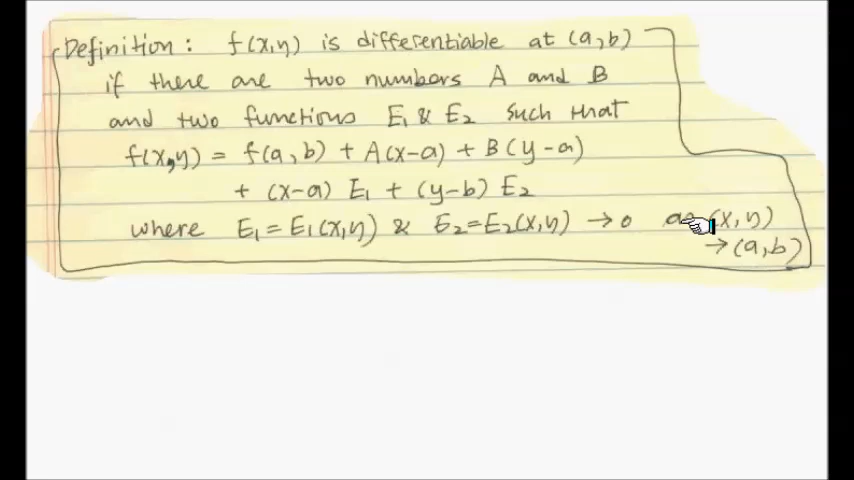 Definition: f(x,y) is differentiable at (a,b)
if there are two numbers A and B
and two functions E₁ & E₂ such that
f(x,y) = f(a,b) + A(x-a) + B(y-a)
+ (x-a) E₁ + (y-b) E₂
where E₁=E₁(x,y) & E₂=E₂(x,y) → 0 as (x,y)
→ (a,b)